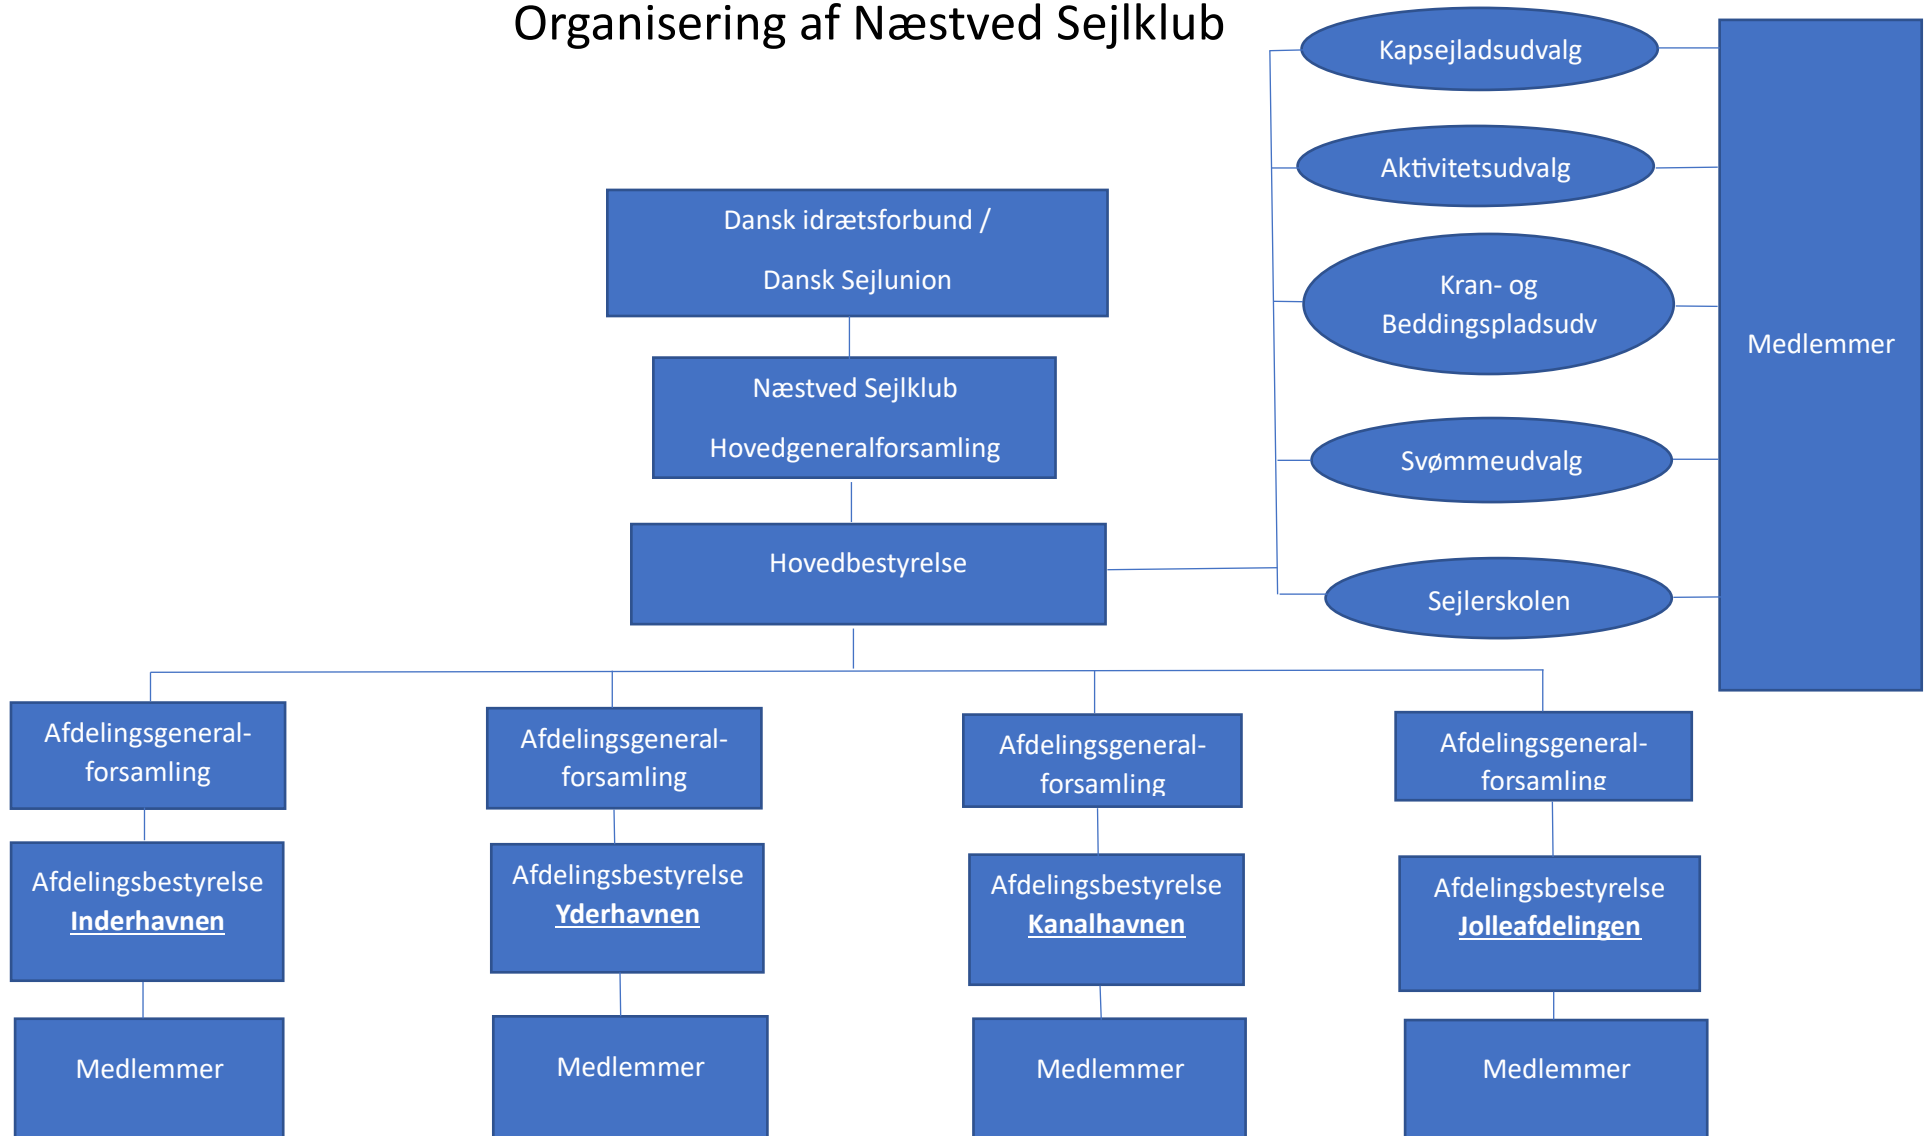 Organisering af Næstved Sejlklub
Kapsejladsudvalg
Aktivitetsudvalg
Kran- og
Beddingspladsudv
Svømmeudvalg
Sejlerskolen
Medlemmer
Dansk idrætsforbund /
Dansk Sejlunion
Næstved Sejlklub
Hovedgeneralforsamling
Hovedbestyrelse
Afdelingsgeneral-
forsamling
Afdelingsgeneral-
forsamling
Afdelingsgeneral-
forsamling
Afdelingsgeneral-
forsamling
Afdelingsbestyrelse
Inderhavnen
Afdelingsbestyrelse
Yderhavnen
Afdelingsbestyrelse
Kanalhavnen
Afdelingsbestyrelse
Jolleafdelingen
Medlemmer
Medlemmer
Medlemmer
Medlemmer